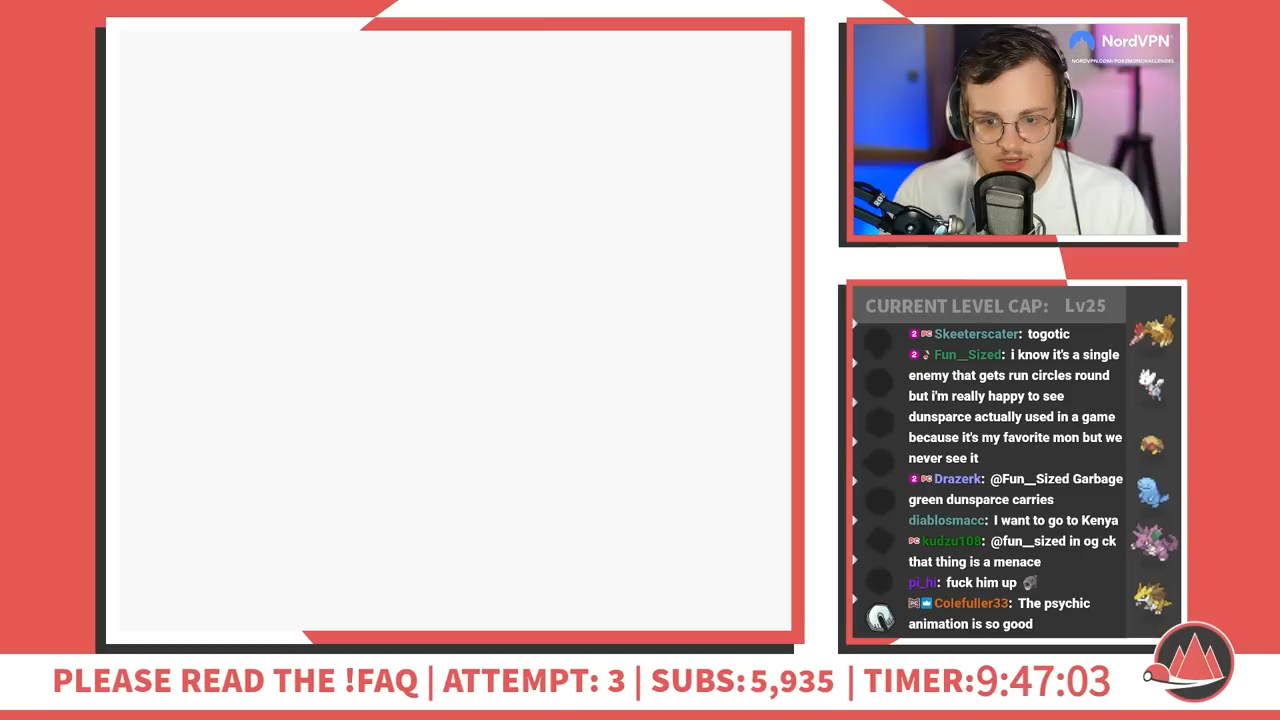 NordVPN
NORDVPN.COM/POKEMONCHALLENGES
CURRENT LEVEL CAP: Lv25
Skeeterscater: togotic
Fun__Sized: i know it's a single
enemy that gets run circles round
but i'm really happy to see
dunsparce actually used in a game
because it's my favorite mon but we
never see it
Drazerk: @Fun__Sized Garbage
green dunsparce carries
diablosmacc: I want to go to Kenya
kudzu108: @fun__sized in og ck
that thing is a menace
pi_hi: fuck him up
Colefuller33: The psychic
animation is so good
PLEASE READ THE !FAQ | ATTEMPT: 3 | SUBS: 5,935 | TIMER:9:47:03